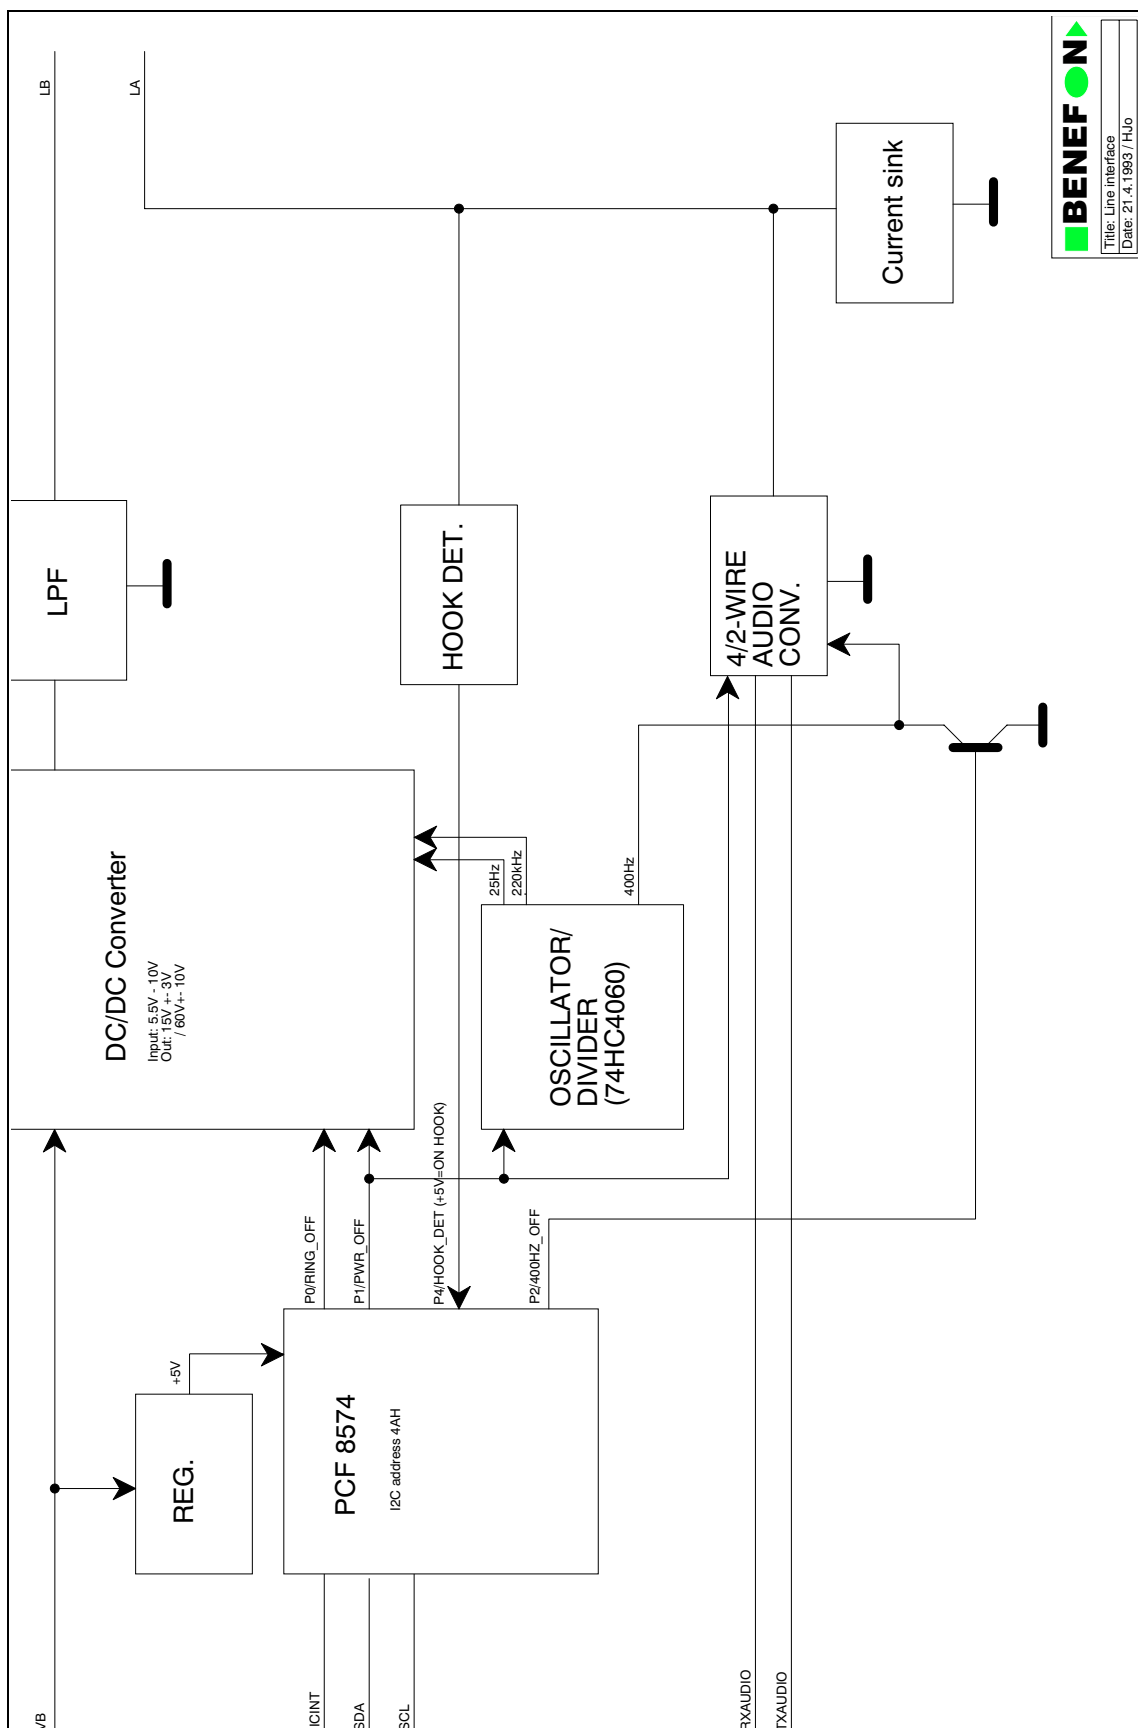 LB
LA
LPF
HOOK DET.
4/2-WIRE
AUDIO
CONV.
Current sink
DC/DC Converter
Input: 5.5V - 10V
Out: 15V +- 3V
/ 60V+- 10V
25Hz
220kHz
400Hz
OSCILLATOR/
DIVIDER
(74HC4060)
P0/RING_OFF
P1/PWR_OFF
P4/HOOK_DET (+5V=ON HOOK)
P2/400HZ_OFF
+5V
REG.
PCF 8574
I2C address 4AH
VB
ICINT
SDA
SCL
RXAUDIO
TXAUDIO
BENEFON
Title: Line interface
Date: 21.4.1993 / HJo